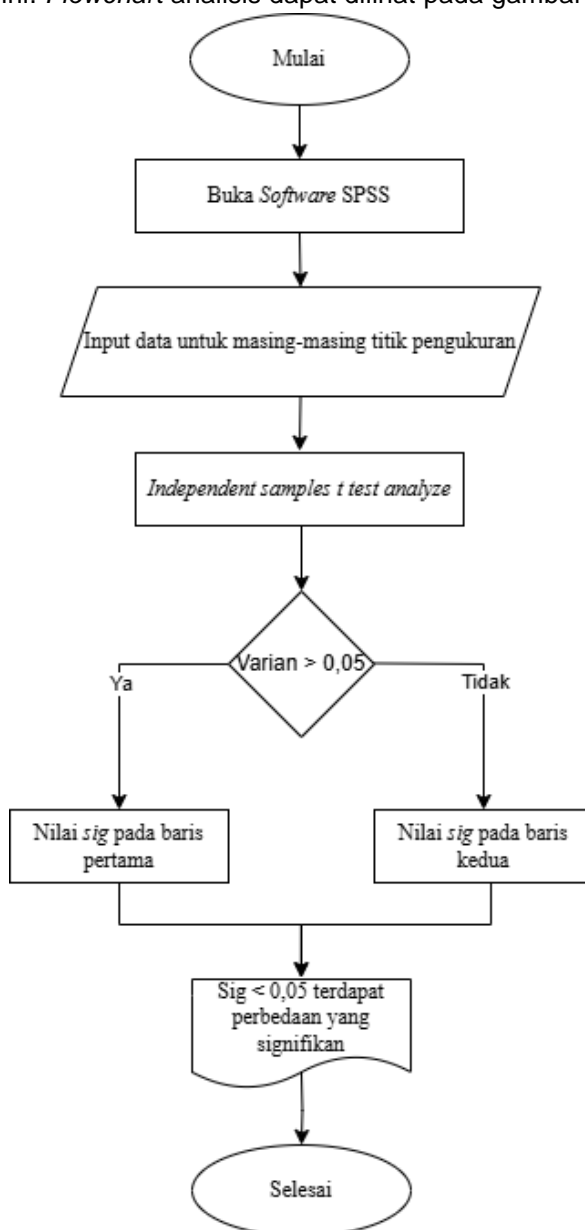 ini. Flowchart analisis dapat dilihat pada gambar
Mulai
Buka Software SPSS
Input data untuk masing-masing titik pengukuran
Independent samples t test analyze
Varian > 0,05
Ya
Tidak
Nilai sig pada baris
pertama
Nilai sig pada baris
kedua
Sig < 0,05 terdapat
perbedaan yang
signifikan
Selesai